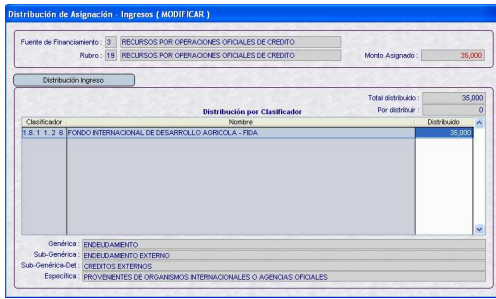 Distribución de Asignación - Ingresos ( MODIFICAR )
Fuente de Financiamiento : 3 RECURSOS POR OPERACIONES OFICIALES DE CREDITO
Rubro : 19 RECURSOS POR OPERACIONES OFICIALES DE CREDITO Monto Asignado : 35,000
Distribución Ingreso
Total distribuido : 35,000
Distribución por Clasificador Por distribuir : 0
Clasificador Nombre Distribuido
1.8. 1 1. 2 6 FONDO INTERNACIONAL DE DESARROLLO AGRICOLA - FIDA 35,000
Genérica : ENDEUDAMIENTO
Sub-Genérica : ENDEUDAMIENTO EXTERNO
Sub-Genérica-Det : CREDITOS EXTERNOS
Específica : PROVENIENTES DE ORGANISMOS INTERNACIONALES O AGENCIAS OFICIALES